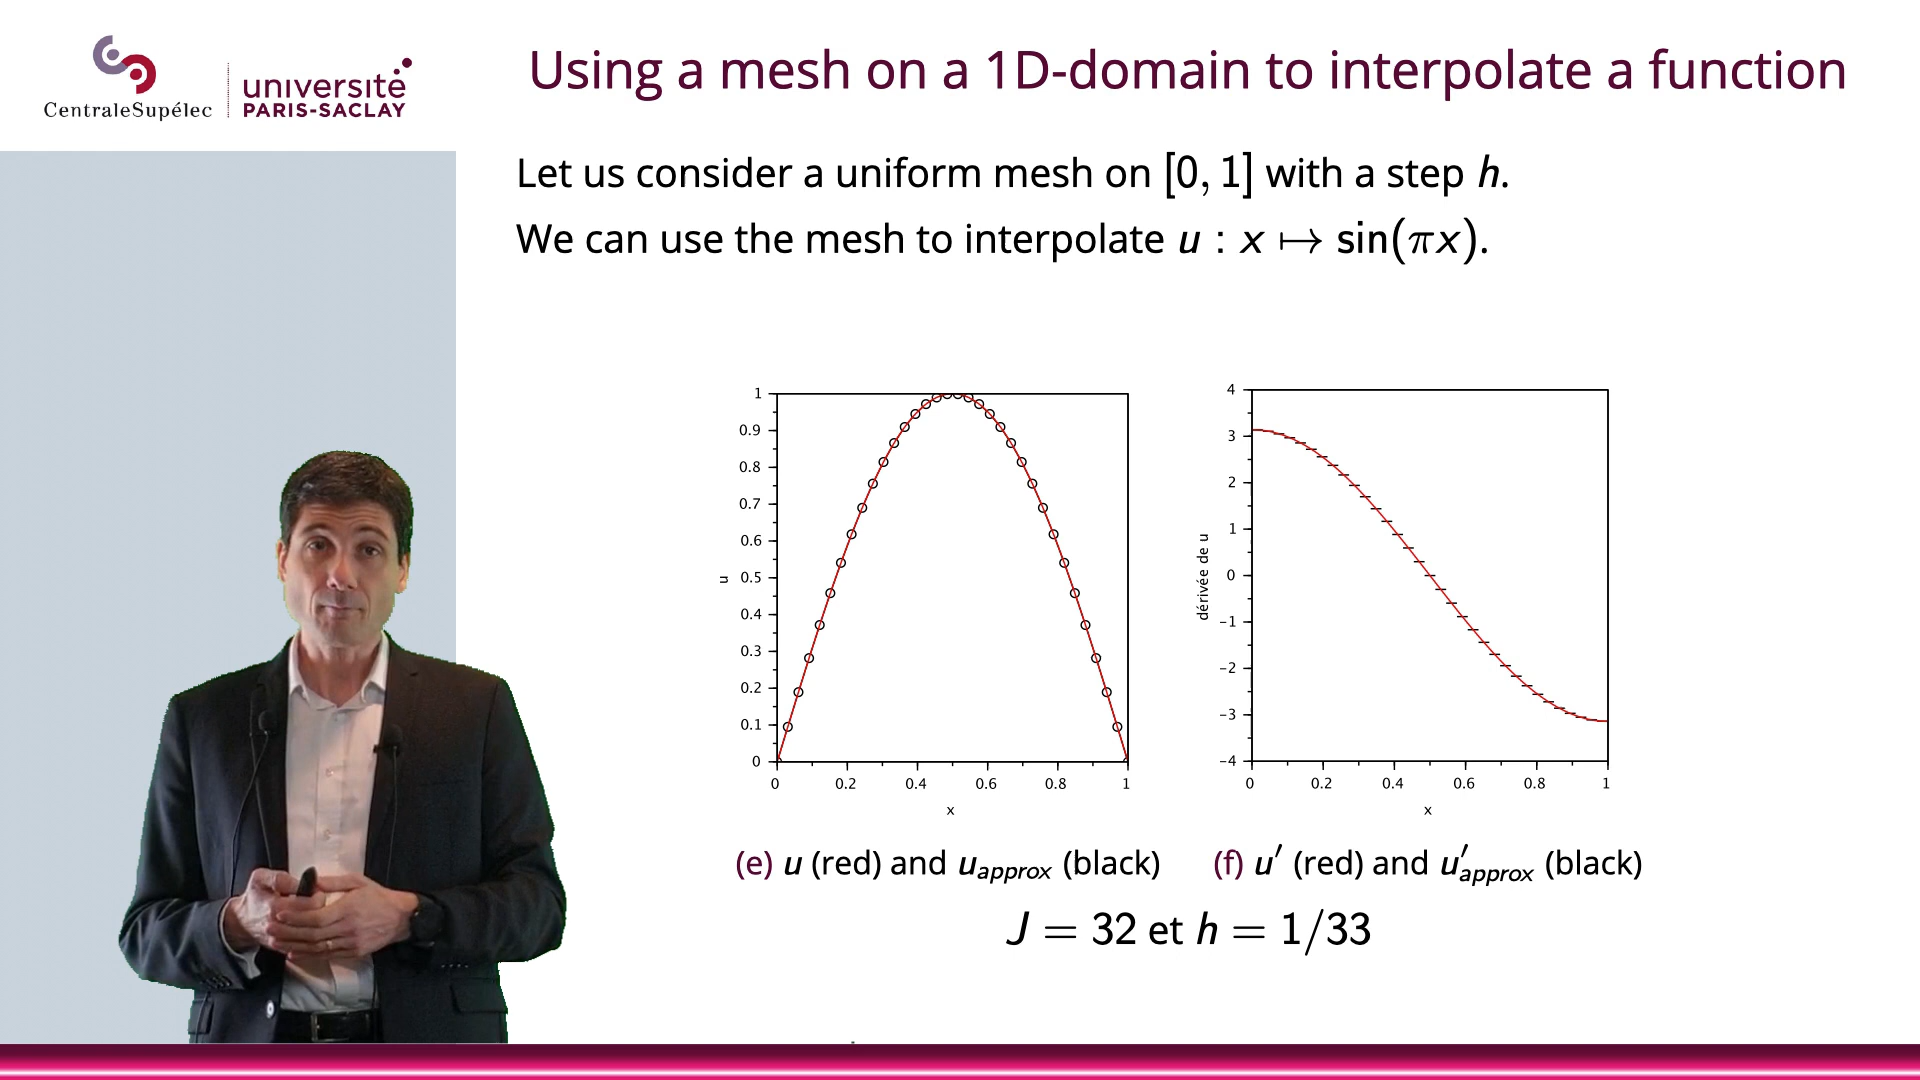 CentraleSupélec
université
PARIS-SACLAY
Using a mesh on a 1D-domain to interpolate a function
Let us consider a uniform mesh on [0, 1] with a step h.
We can use the mesh to interpolate u : x ↦ sin(πx).
1
0.9
0.8
0.7
0.6
0.5
0.4
0.3
0.2
0.1
0
u
0 0.2 0.4 0.6 0.8 1
x
4
3
2
1
0
−1
−2
−3
−4
dérivée de u
0 0.2 0.4 0.6 0.8 1
x
(e) u (red) and u_approx (black)
(f) u′ (red) and u′_approx (black)
J = 32 et h = 1/33